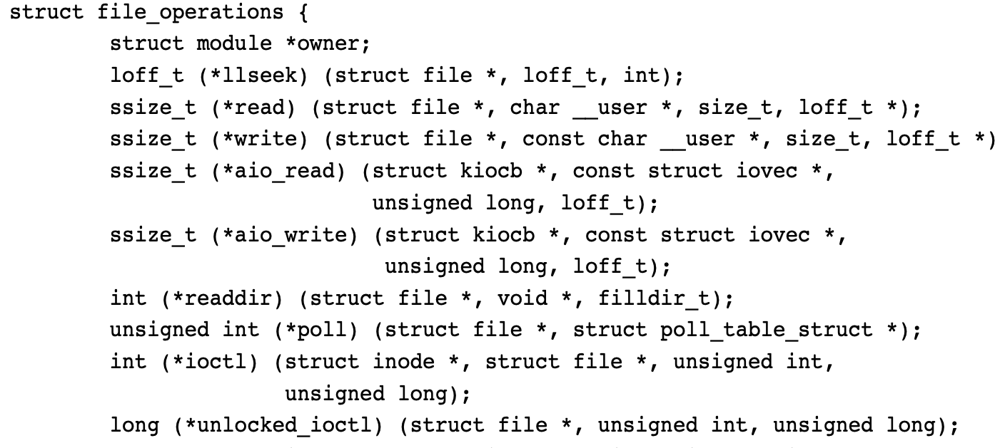 struct file_operations {
struct module *owner;
loff_t (*llseek) (struct file *, loff_t, int);
ssize_t (*read) (struct file *, char __user *, size_t, loff_t *);
ssize_t (*write) (struct file *, const char __user *, size_t, loff_t *)
ssize_t (*aio_read) (struct kiocb *, const struct iovec *,
unsigned long, loff_t);
ssize_t (*aio_write) (struct kiocb *, const struct iovec *,
unsigned long, loff_t);
int (*readdir) (struct file *, void *, filldir_t);
unsigned int (*poll) (struct file *, struct poll_table_struct *);
int (*ioctl) (struct inode *, struct file *, unsigned int,
unsigned long);
long (*unlocked_ioctl) (struct file *, unsigned int, unsigned long);